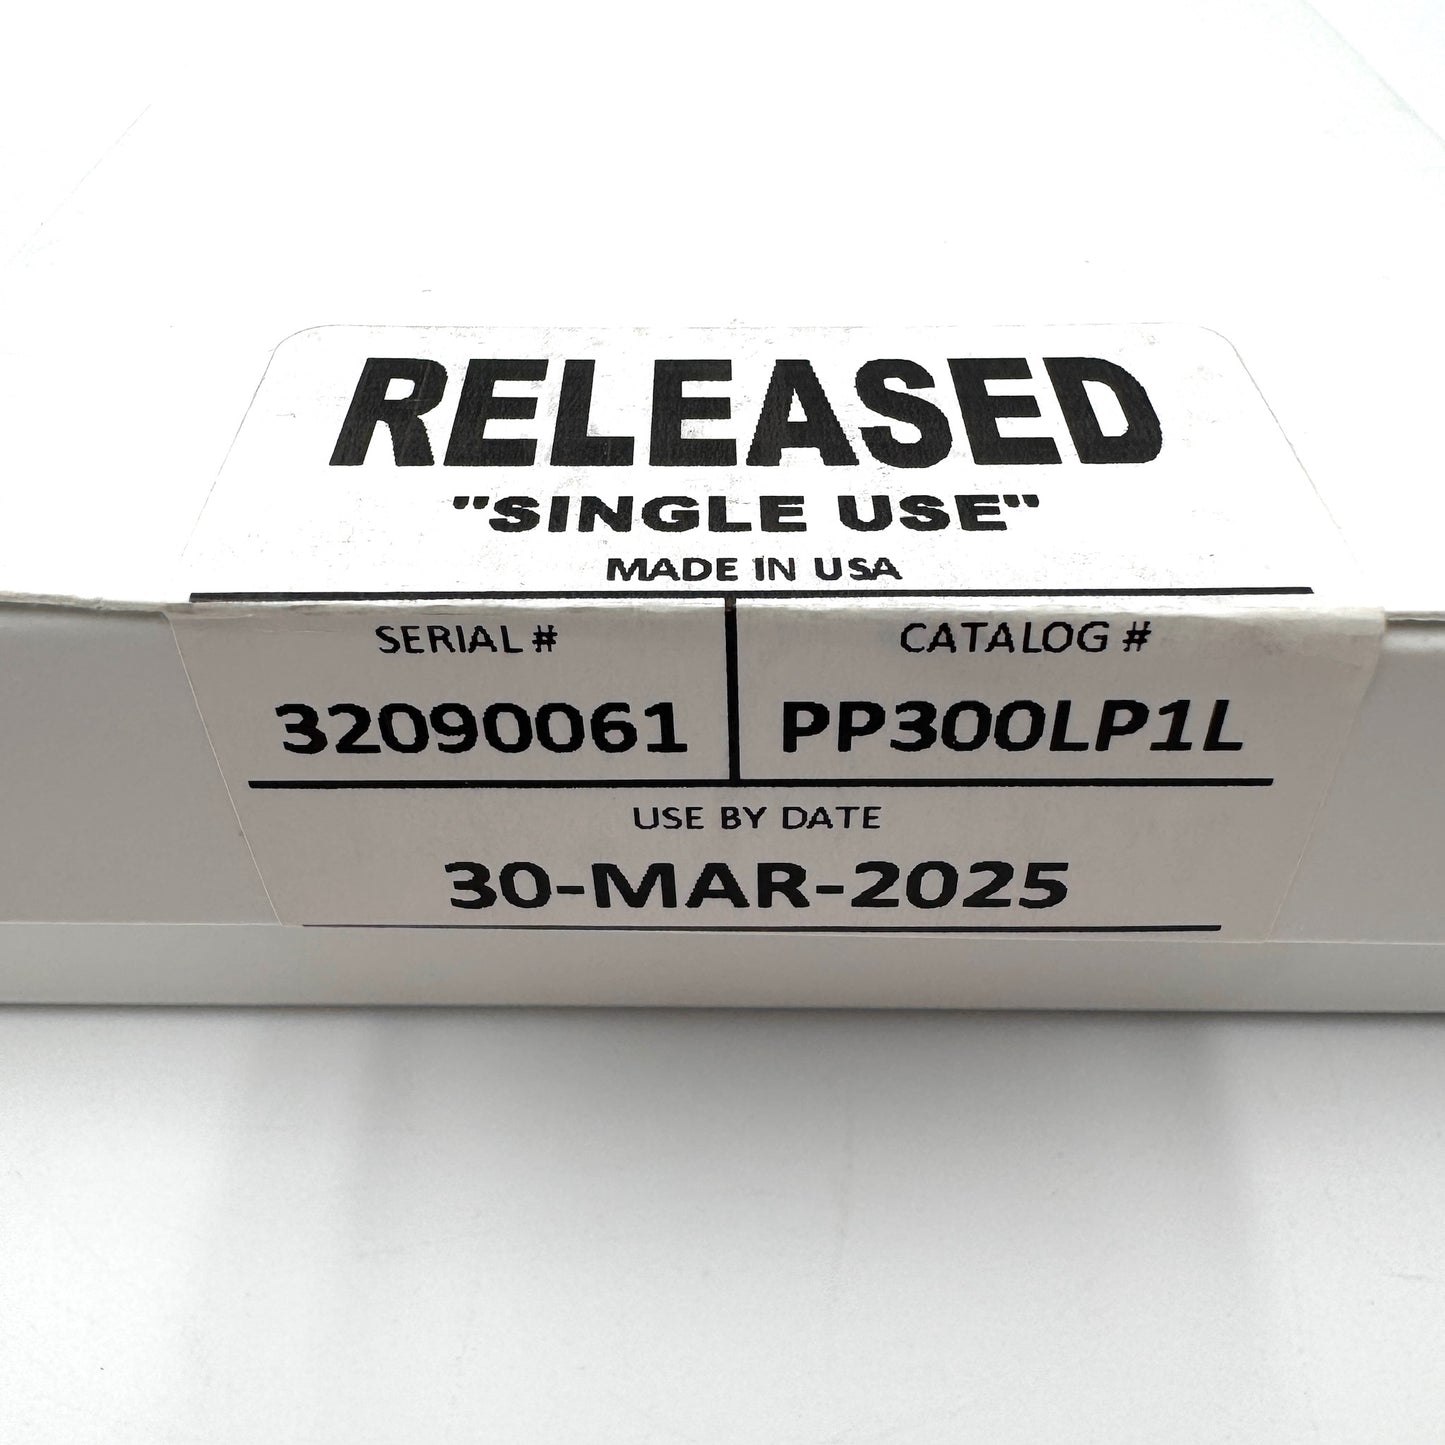 RELEASED
"SINGLE USE"
MADE IN USA
SERIAL # CATALOG #
32090061 PP300LP1L
USE BY DATE
30-MAR-2025